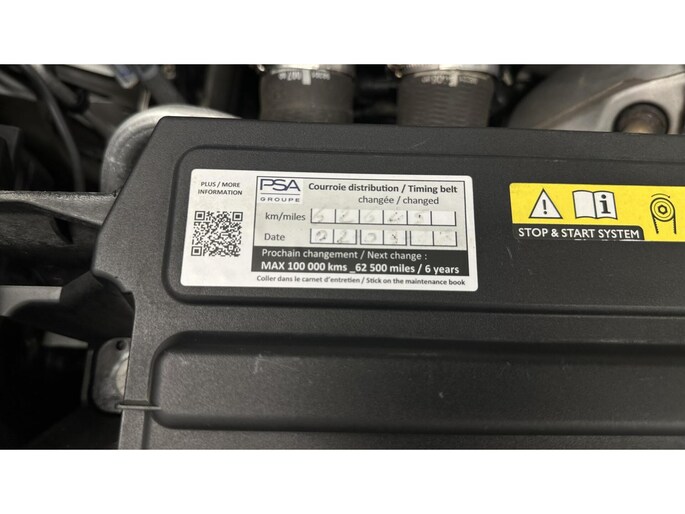 PLUS / MORE
INFORMATION
PSA
GROUPE
Courroie distribution / Timing belt
changée / changed
km/miles
Date
Prochain changement / Next change :
MAX 100 000 kms _62 500 miles / 6 years
Coller dans le carnet d'entretien / Stick on the maintenance book
STOP & START SYSTEM